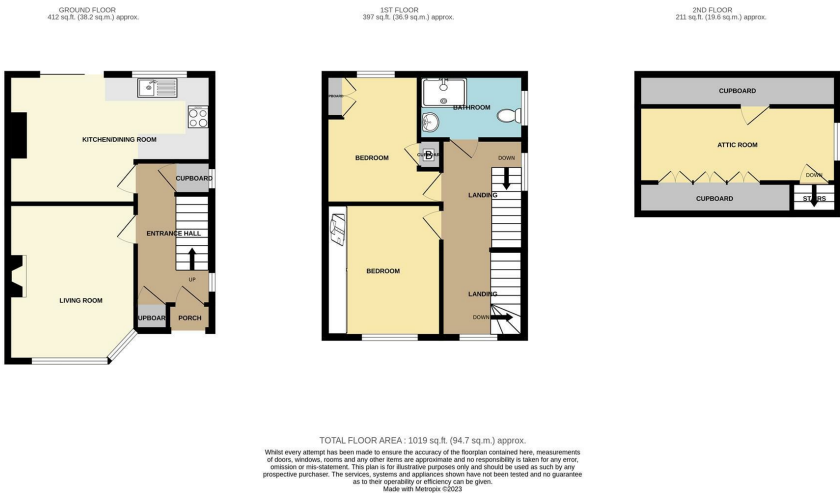 GROUND FLOOR
412 sq.ft. (38.2 sq.m.) approx.
1ST FLOOR
397 sq.ft. (36.9 sq.m.) approx.
2ND FLOOR
211 sq.ft. (19.6 sq.m.) approx.
KITCHEN/DINING ROOM
CUPBOARD
ENTRANCE HALL
UP
LIVING ROOM
UPBOAR
PORCH
BATHROOM
BEDROOM
B
DOWN
LANDING
BEDROOM
LANDING
DOWN
CUPBOARD
ATTIC ROOM
DOWN
CUPBOARD
STAIRS
TOTAL FLOOR AREA : 1019 sq.ft. (94.7 sq.m.) approx.
Whilst every attempt has been made to ensure the accuracy of the floorplan contained here, measurements
of doors, windows, rooms and any other items are approximate and no responsibility is taken for any error,
omission or mis-statement. This plan is for illustrative purposes only and should be used as such by any
prospective purchaser. The services, systems and appliances shown have not been tested and no guarantee
as to their operability or efficiency can be given.
Made with Metropix ©2023